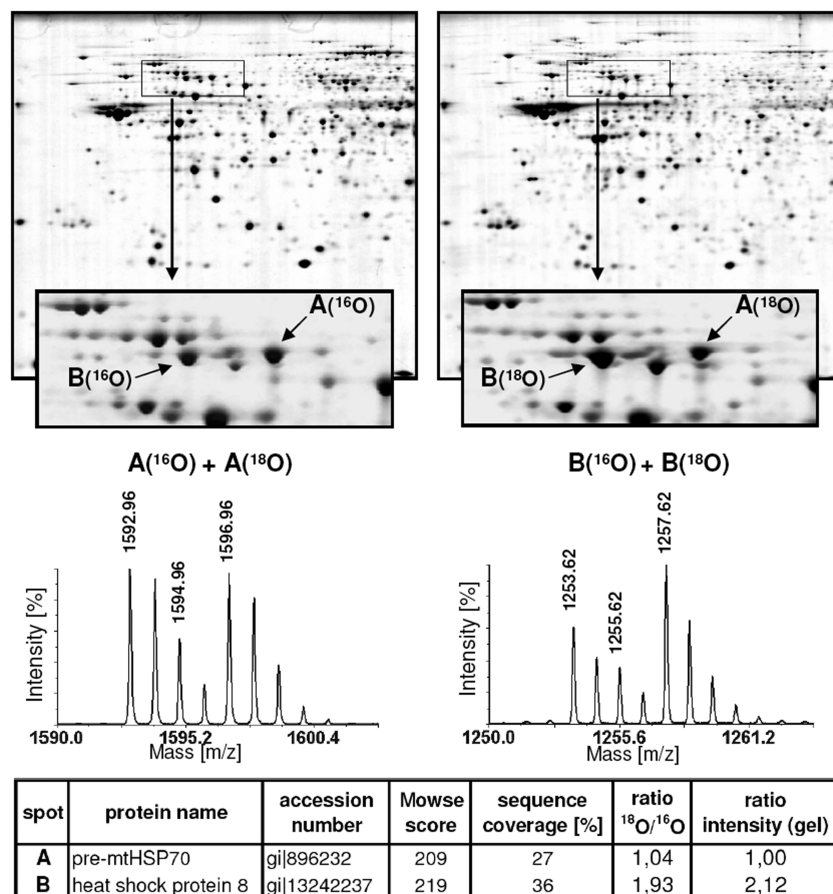 A(¹⁶O)
B(¹⁶O)
A(¹⁸O)
B(¹⁸O)
A(¹⁶O) + A(¹⁸O)
1592.96
1594.96
1596.96
Intensity [%]
1590.0 1595.2 1600.4
Mass [m/z]
B(¹⁶O) + B(¹⁸O)
1253.62
1255.62
1257.62
Intensity [%]
1250.0 1255.6 1261.2
Mass [m/z]
spot protein name accession number Mowse score sequence coverage [%] ratio ¹⁸O/¹⁶O ratio intensity (gel)
A pre-mtHSP70 gi|896232 209 27 1,04 1,00
B heat shock protein 8 gi|13242237 219 36 1,93 2,12